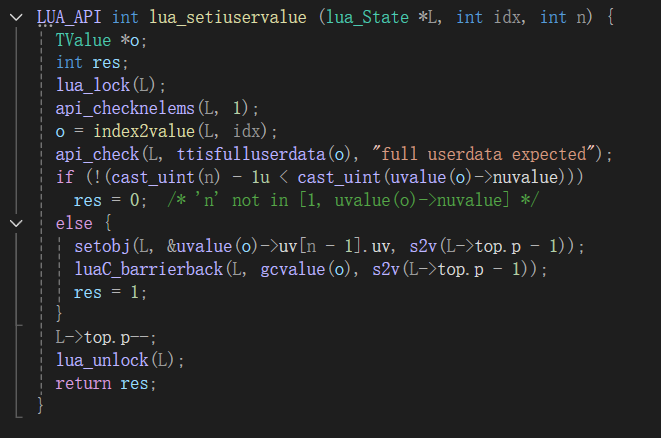 LUA_API int lua_setiuservalue (lua_State *L, int idx, int n) {
  TValue *o;
  int res;
  lua_lock(L);
  api_checknelems(L, 1);
  o = index2value(L, idx);
  api_check(L, ttisfulluserdata(o), "full userdata expected");
  if (!(cast_uint(n) - 1u < cast_uint(uvalue(o)->nuvalue)))
    res = 0;  /* 'n' not in [1, uvalue(o)->nuvalue] */
  else {
    setobj(L, &uvalue(o)->uv[n - 1].uv, s2v(L->top.p - 1));
    luaC_barrierback(L, gcvalue(o), s2v(L->top.p - 1));
    res = 1;
  }
  L->top.p--;
  lua_unlock(L);
  return res;
}